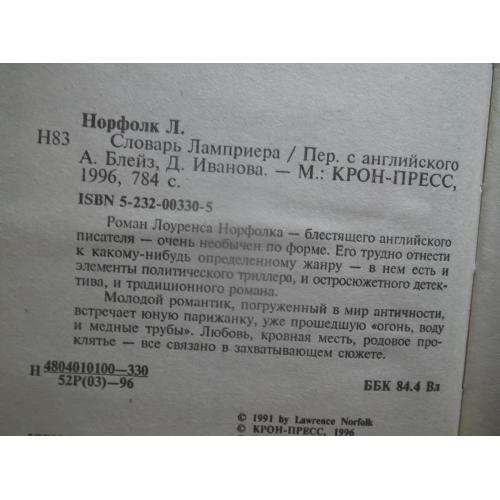 Норфолк Л.
Н83 Словарь Ламприера / Пер. с английского
А. Блейз, Д. Иванова. — М.: КРОН-ПРЕСС,
1996, 784 с.
ISBN 5-232-00330-5
Роман Лоуренса Норфолка — блестящего английского
писателя — очень необычен по форме. Его трудно отнести
к какому-нибудь определенному жанру — в нем есть и
элементы политического триллера, и остросюжетного детек-
тива, и традиционного романа.
Молодой романтик, погруженный в мир античности,
встречает юную парижанку, уже прошедшую «огонь, воду
и медные трубы». Любовь, кровная месть, родовое про-
клятье — все связано в захватывающем сюжете.
Н 4804010100—330
52Р(03)—96
ББК 84.4 Вл
© 1991 by Lawrence Norfolk
© КРОН-ПРЕСС, 1996